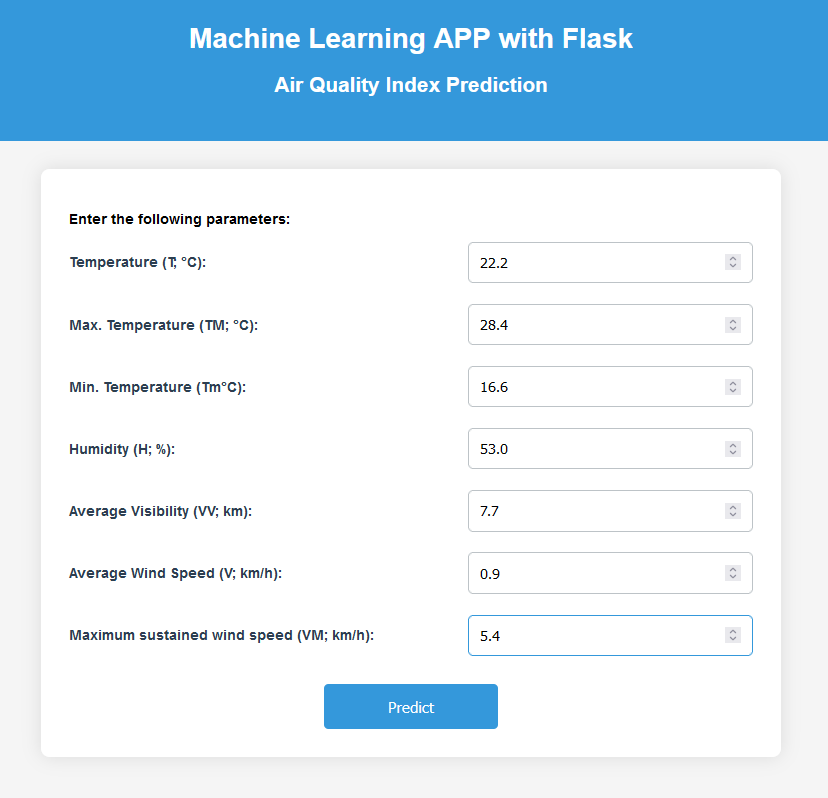 Machine Learning APP with Flask
Air Quality Index Prediction
Enter the following parameters:
Temperature (T; °C):
22.2
Max. Temperature (TM; °C):
28.4
Min. Temperature (Tm°C):
16.6
Humidity (H; %):
53.0
Average Visibility (VV; km):
7.7
Average Wind Speed (V; km/h):
0.9
Maximum sustained wind speed (VM; km/h):
5.4
Predict